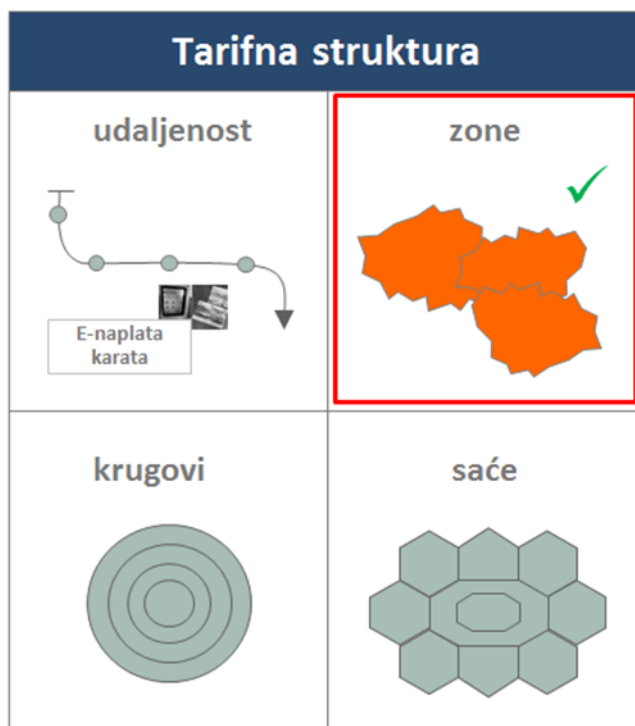 Tarifna struktura
udaljenost
zone
E-naplata
karata
krugovi
saće